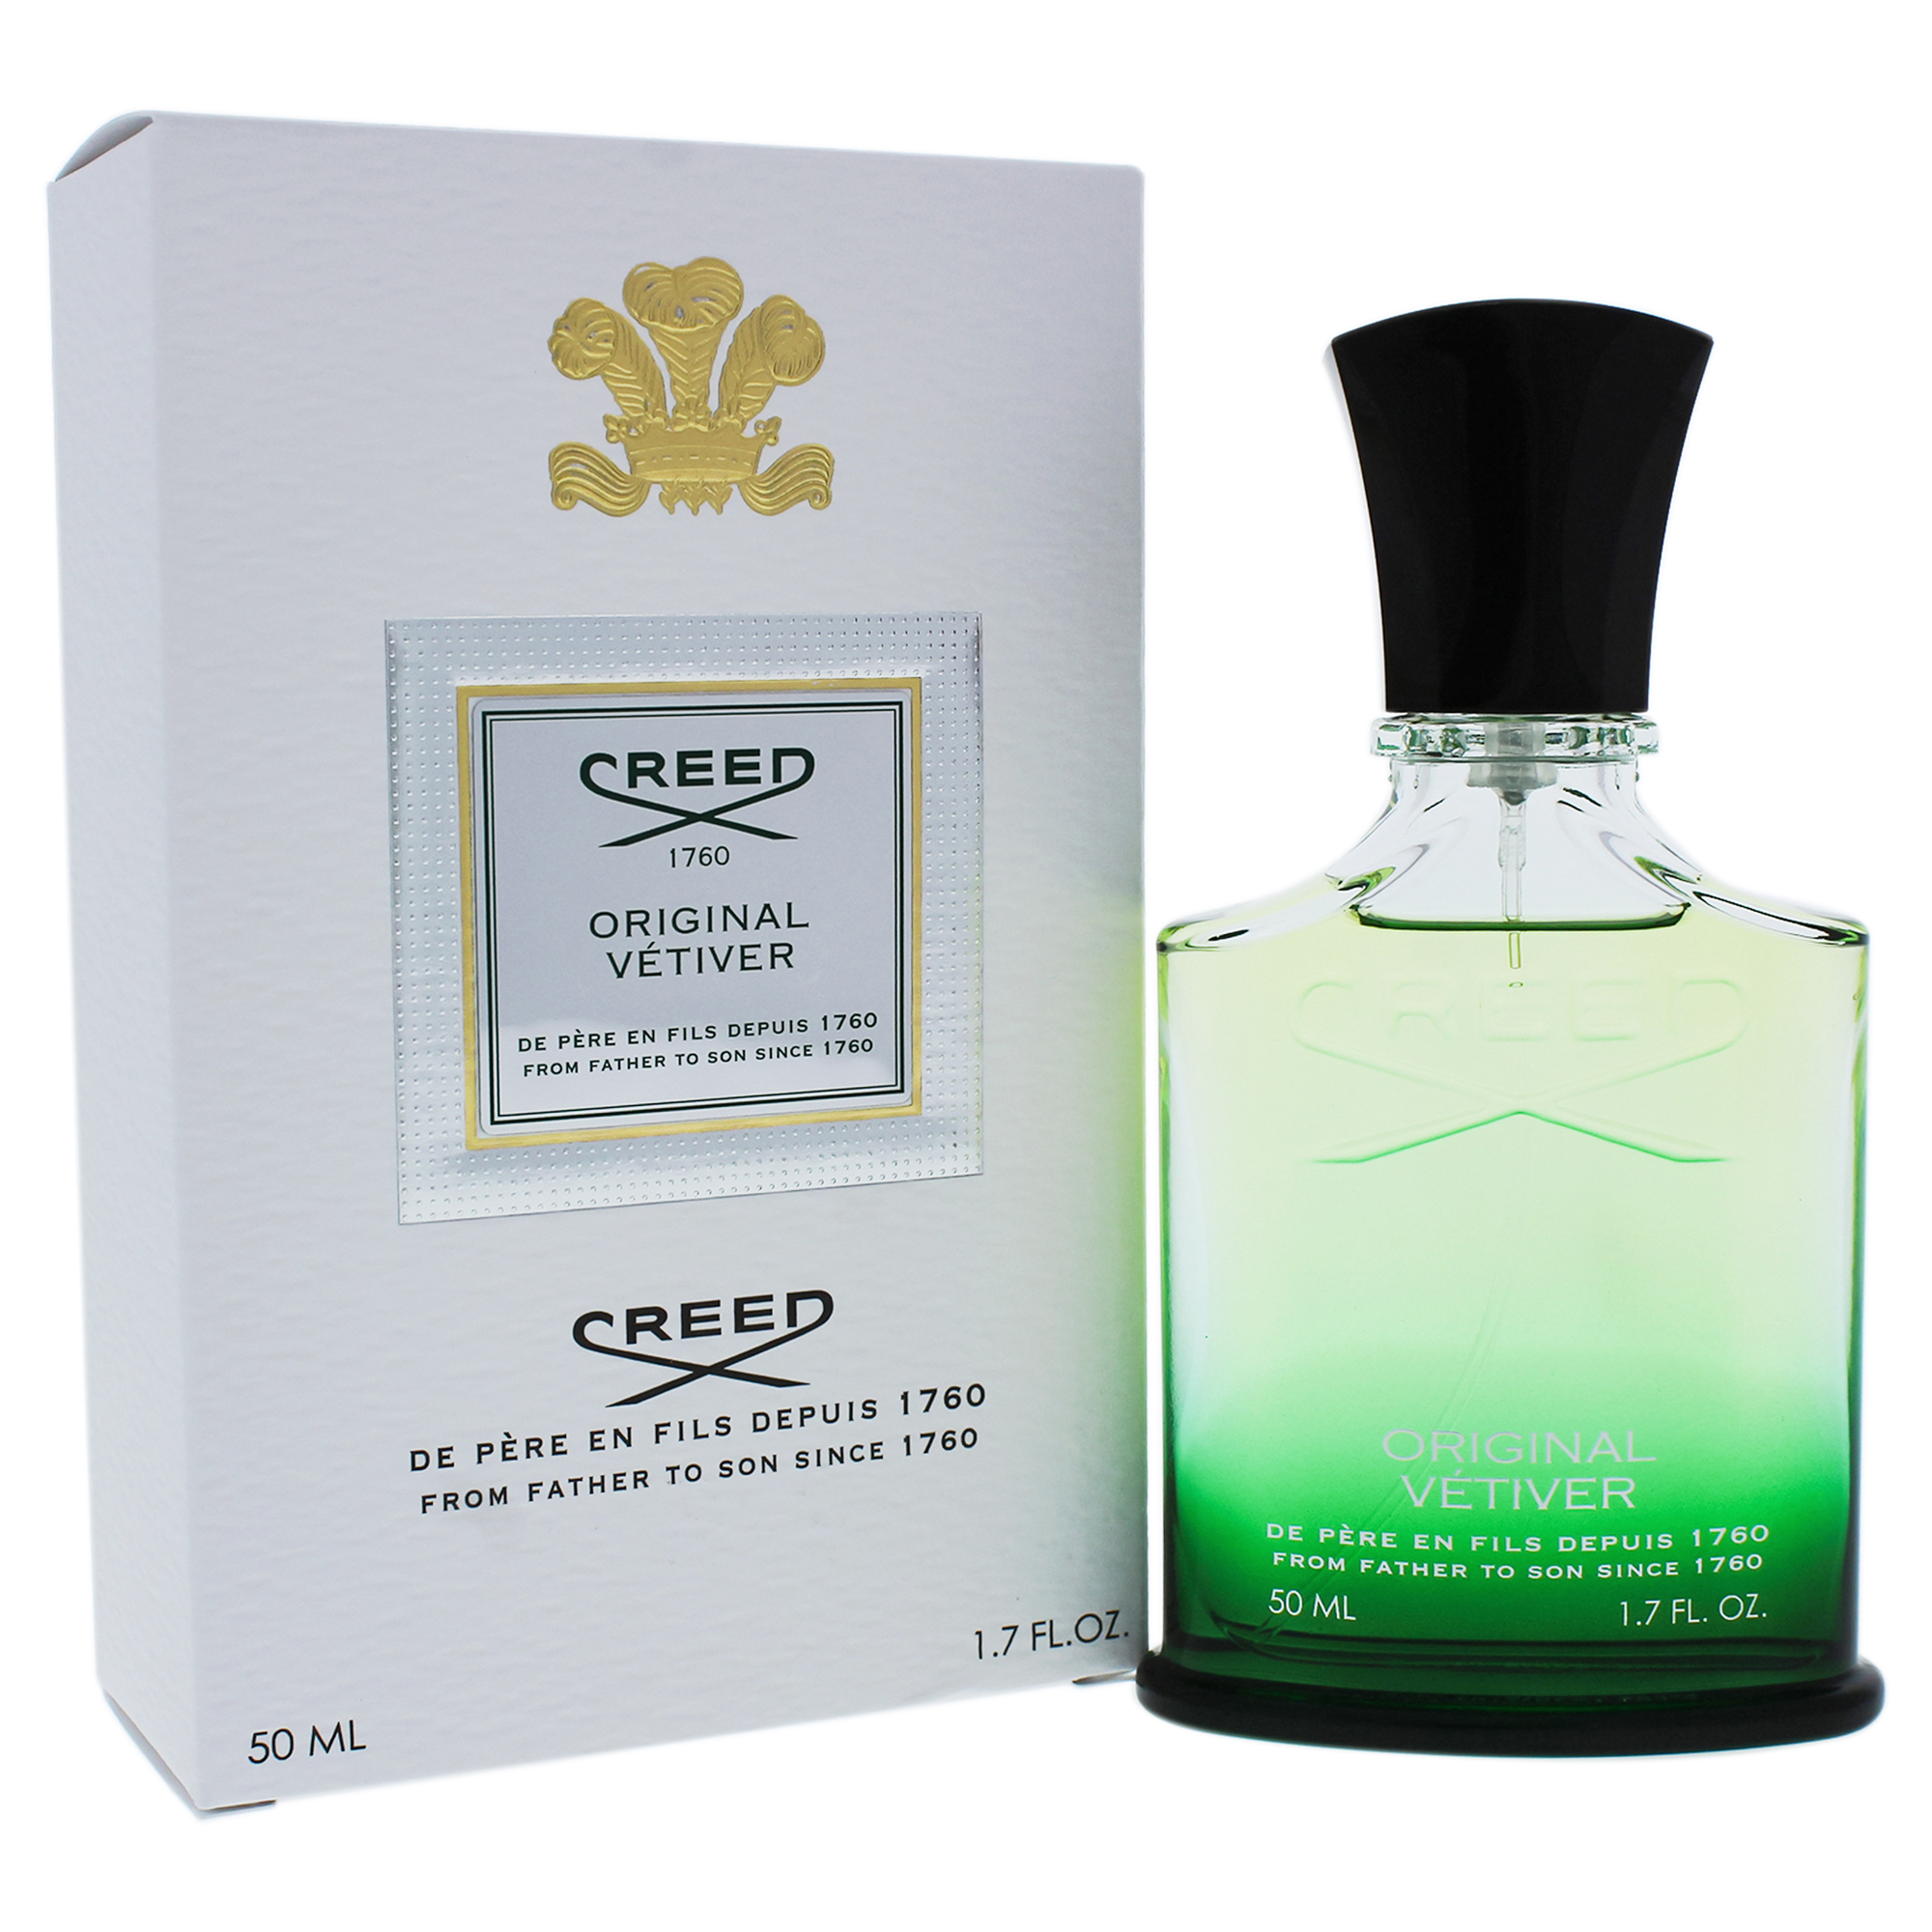 CREED
1760
ORIGINAL
VÉTIVER
DE PÈRE EN FILS DEPUIS 1760
FROM FATHER TO SON SINCE 1760
CREED
DE PÈRE EN FILS DEPUIS 1760
FROM FATHER TO SON SINCE 1760
50 ML
1.7 FL.OZ.
CREED
ORIGINAL
VÉTIVER
DE PÈRE EN FILS DEPUIS 1760
FROM FATHER TO SON SINCE 1760
50 ML 1.7 FL. OZ.